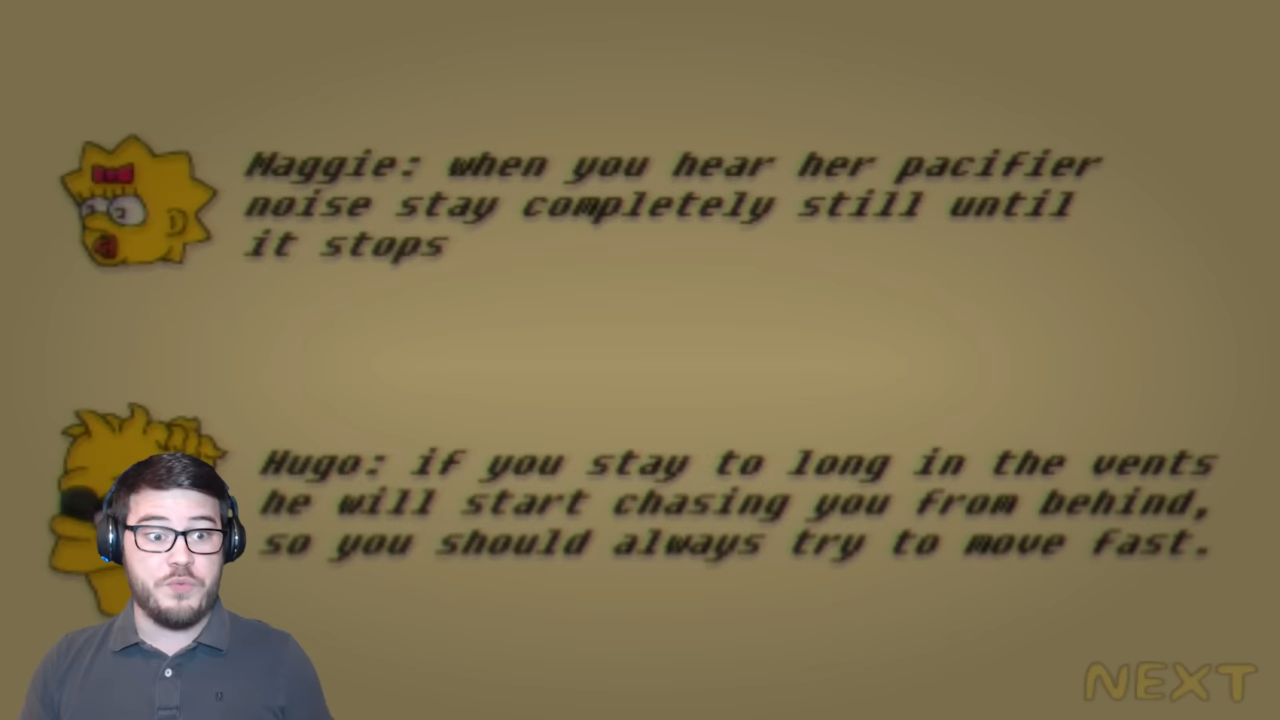 Maggie: when you hear her pacifier
noise stay completely still until
it stops
Hugo: if you stay to long in the vents
he will start chasing you from behind,
so you should always try to move fast.
NEXT